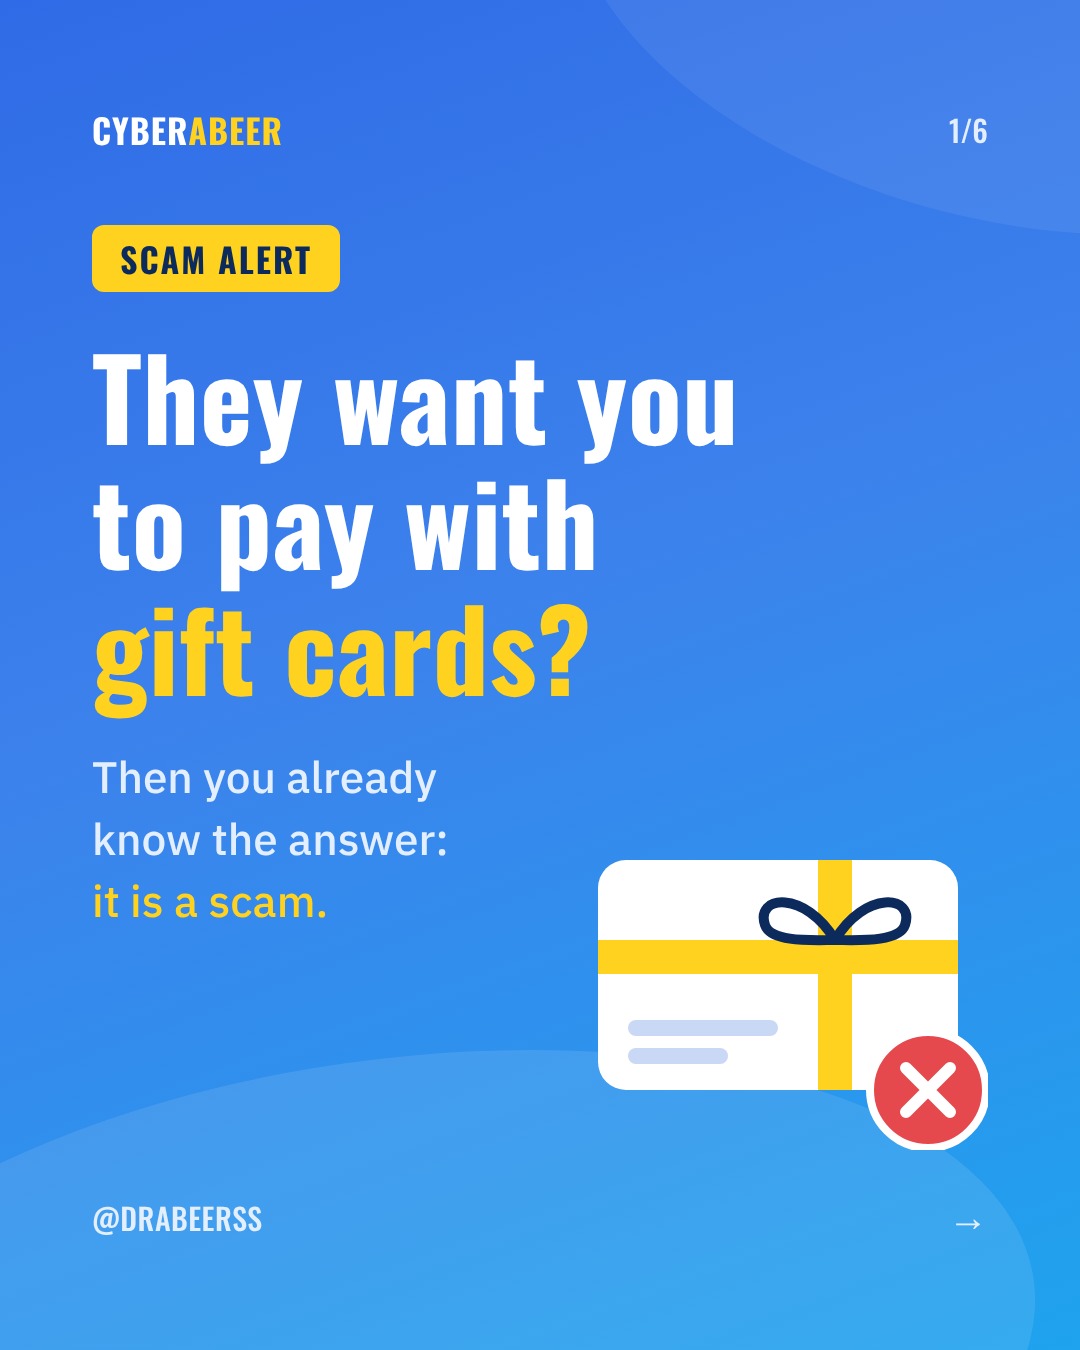 CYBERABEER
1/6
SCAM ALERT
They want you
to pay with
gift cards?
Then you already
know the answer:
it is a scam.
@DRABEERSS
→